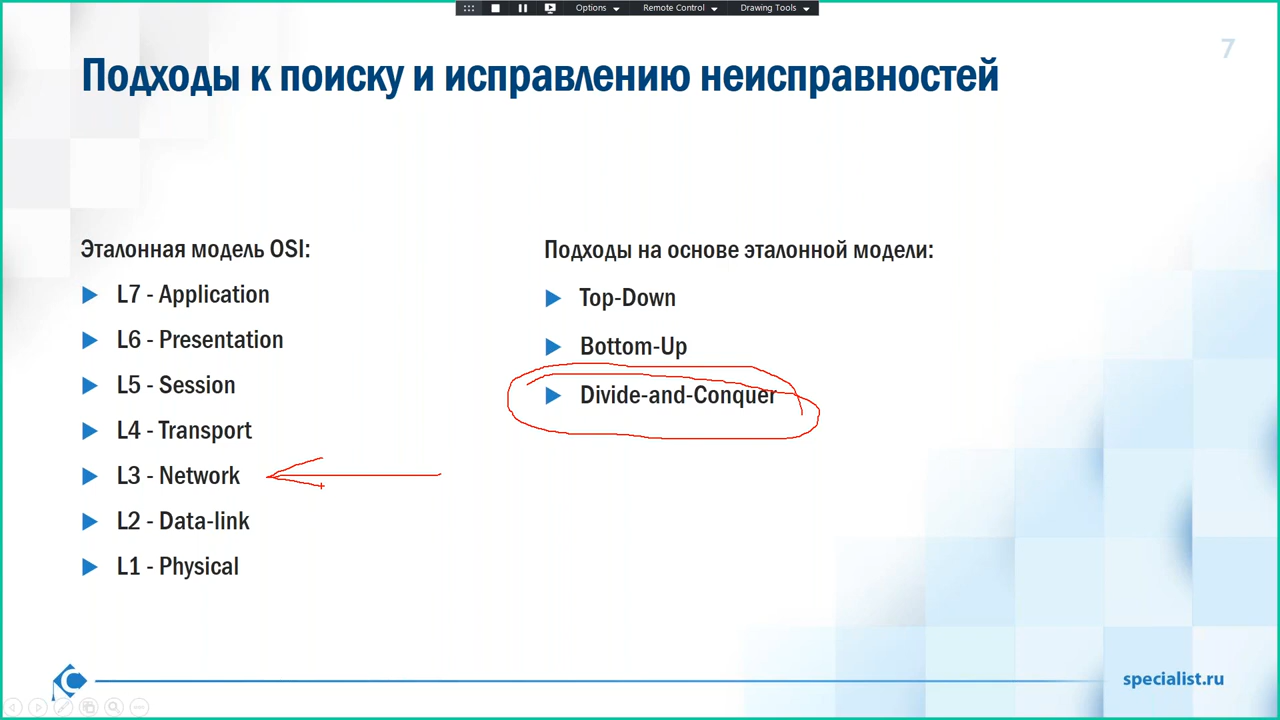 Options
Remote Control
Drawing Tools
7
Подходы к поиску и исправлению неисправностей
Эталонная модель OSI:
L7 - Application
L6 - Presentation
L5 - Session
L4 - Transport
L3 - Network
L2 - Data-link
L1 - Physical
Подходы на основе эталонной модели:
Top-Down
Bottom-Up
Divide-and-Conquer
specialist.ru